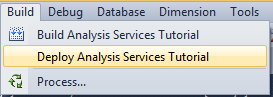 Build Debug Database Dimension Tools
Build Analysis Services Tutorial
Deploy Analysis Services Tutorial
Process...